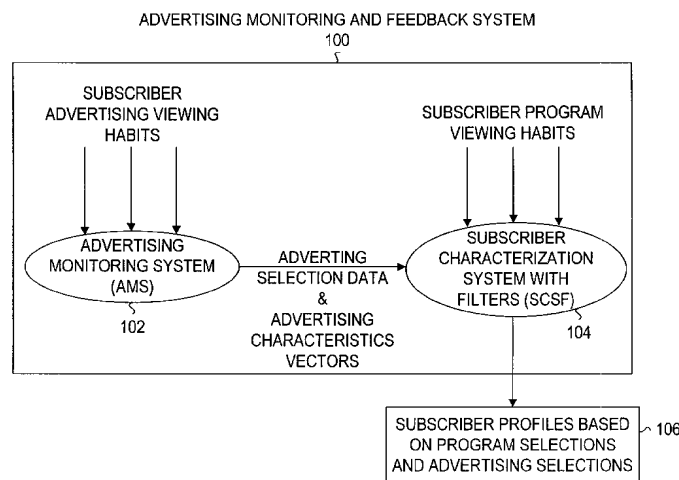 ADVERTISING MONITORING AND FEEDBACK SYSTEM
100
SUBSCRIBER
ADVERTISING VIEWING
HABITS
SUBSCRIBER PROGRAM
VIEWING HABITS
ADVERTISING
MONITORING SYSTEM
(AMS)
102
ADVERTING
SELECTION DATA
&
ADVERTISING
CHARACTERISTICS
VECTORS
SUBSCRIBER
CHARACTERIZATION
SYSTEM WITH
FILTERS (SCSF)
104
SUBSCRIBER PROFILES BASED
ON PROGRAM SELECTIONS
AND ADVERTISING SELECTIONS
106